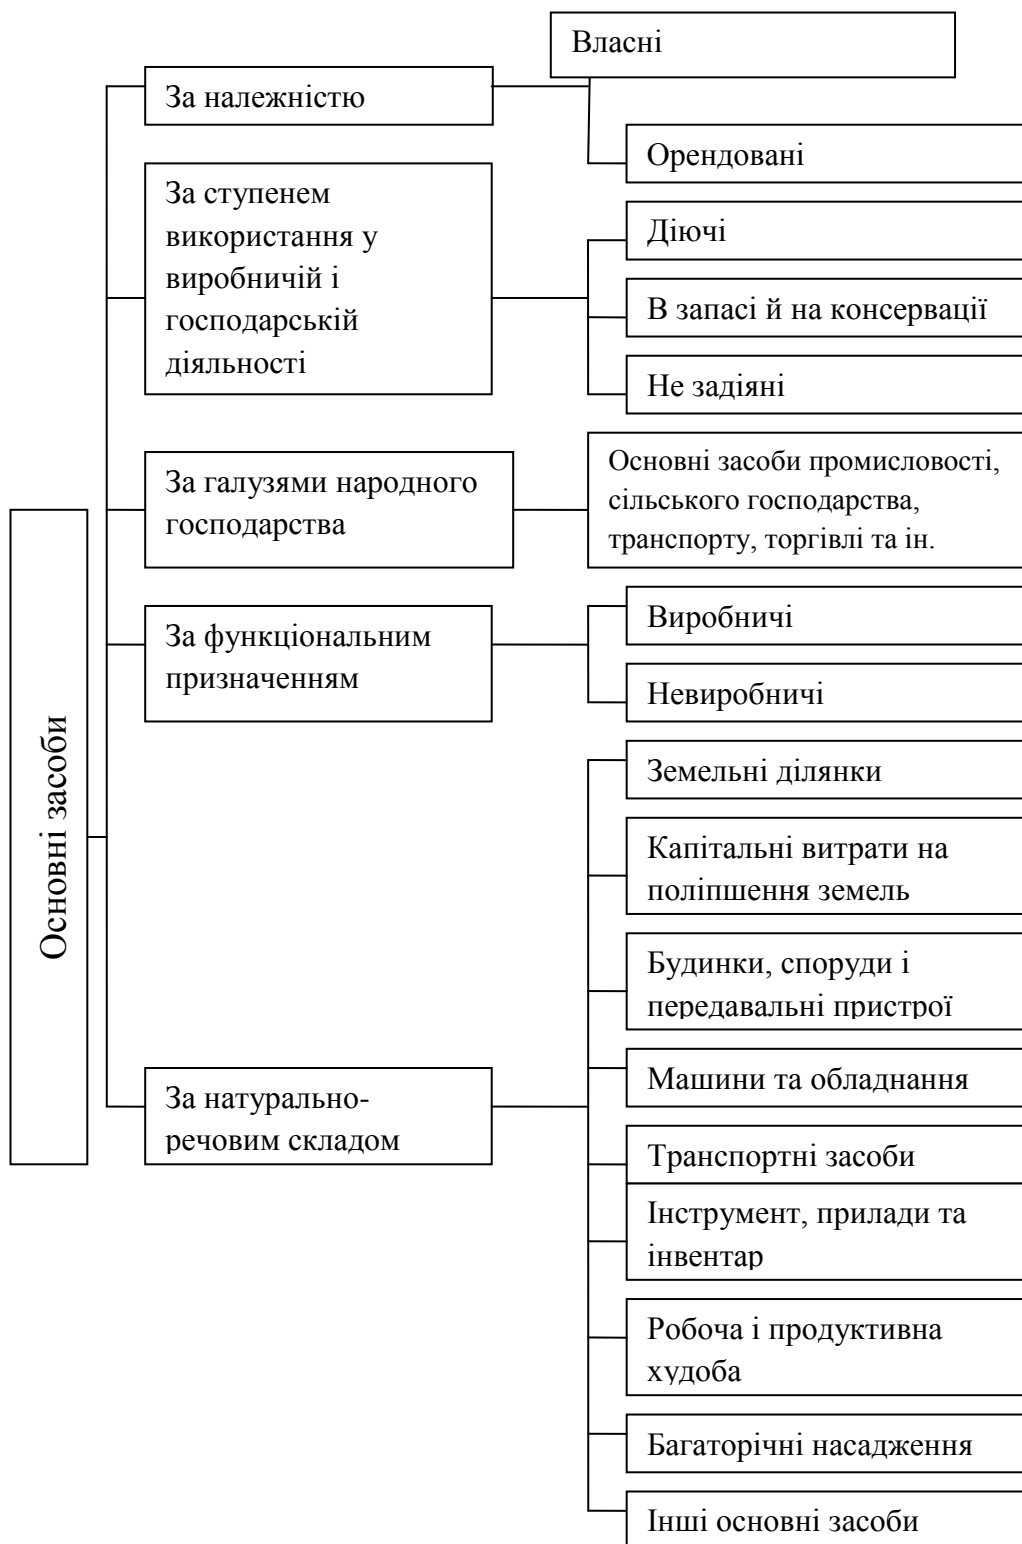 Власні
За належністю
Орендовані
За ступенем
використання у
виробничій і
господарській
діяльності
Діючі
В запасі й на консервації
Не задіяні
За галузями народного
господарства
Основні засоби промисловості,
сільського господарства,
транспорту, торгівлі та ін.
За функціональним
призначенням
Виробничі
Невиробничі
Основні засоби
За натурально-
речовим складом
Земельні ділянки
Капітальні витрати на
поліпшення земель
Будинки, споруди і
передавальні пристрої
Машини та обладнання
Транспортні засоби
Інструмент, прилади та
інвентар
Робоча і продуктивна
худоба
Багаторічні насадження
Інші основні засоби